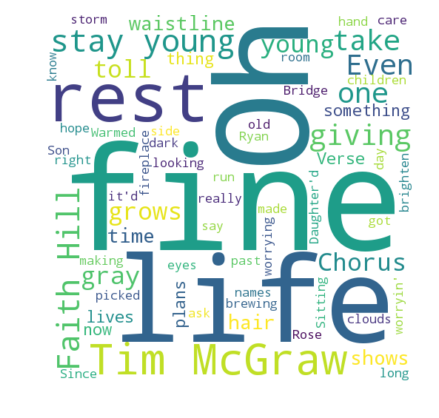 storm
waistline
hand
care
stay young
young
take
know
toll
thing
room
Even
children
rest
oh
Bridge
one
old
something
hope
Warmed
side
Ryan
giving
Son
dark
fireplace
looking
right
Verse
day
brighten
fine
it'd
run
really
Daughter'd
grows
say
made
got
Faith Hill
time
worrying
making
eyes
past
Chorus
gray
life
picked
plans
names
clouds
lives
ask
brewing
Sitting
worryin'
now
hair
Rose
Tim McGraw
shows
Since
long